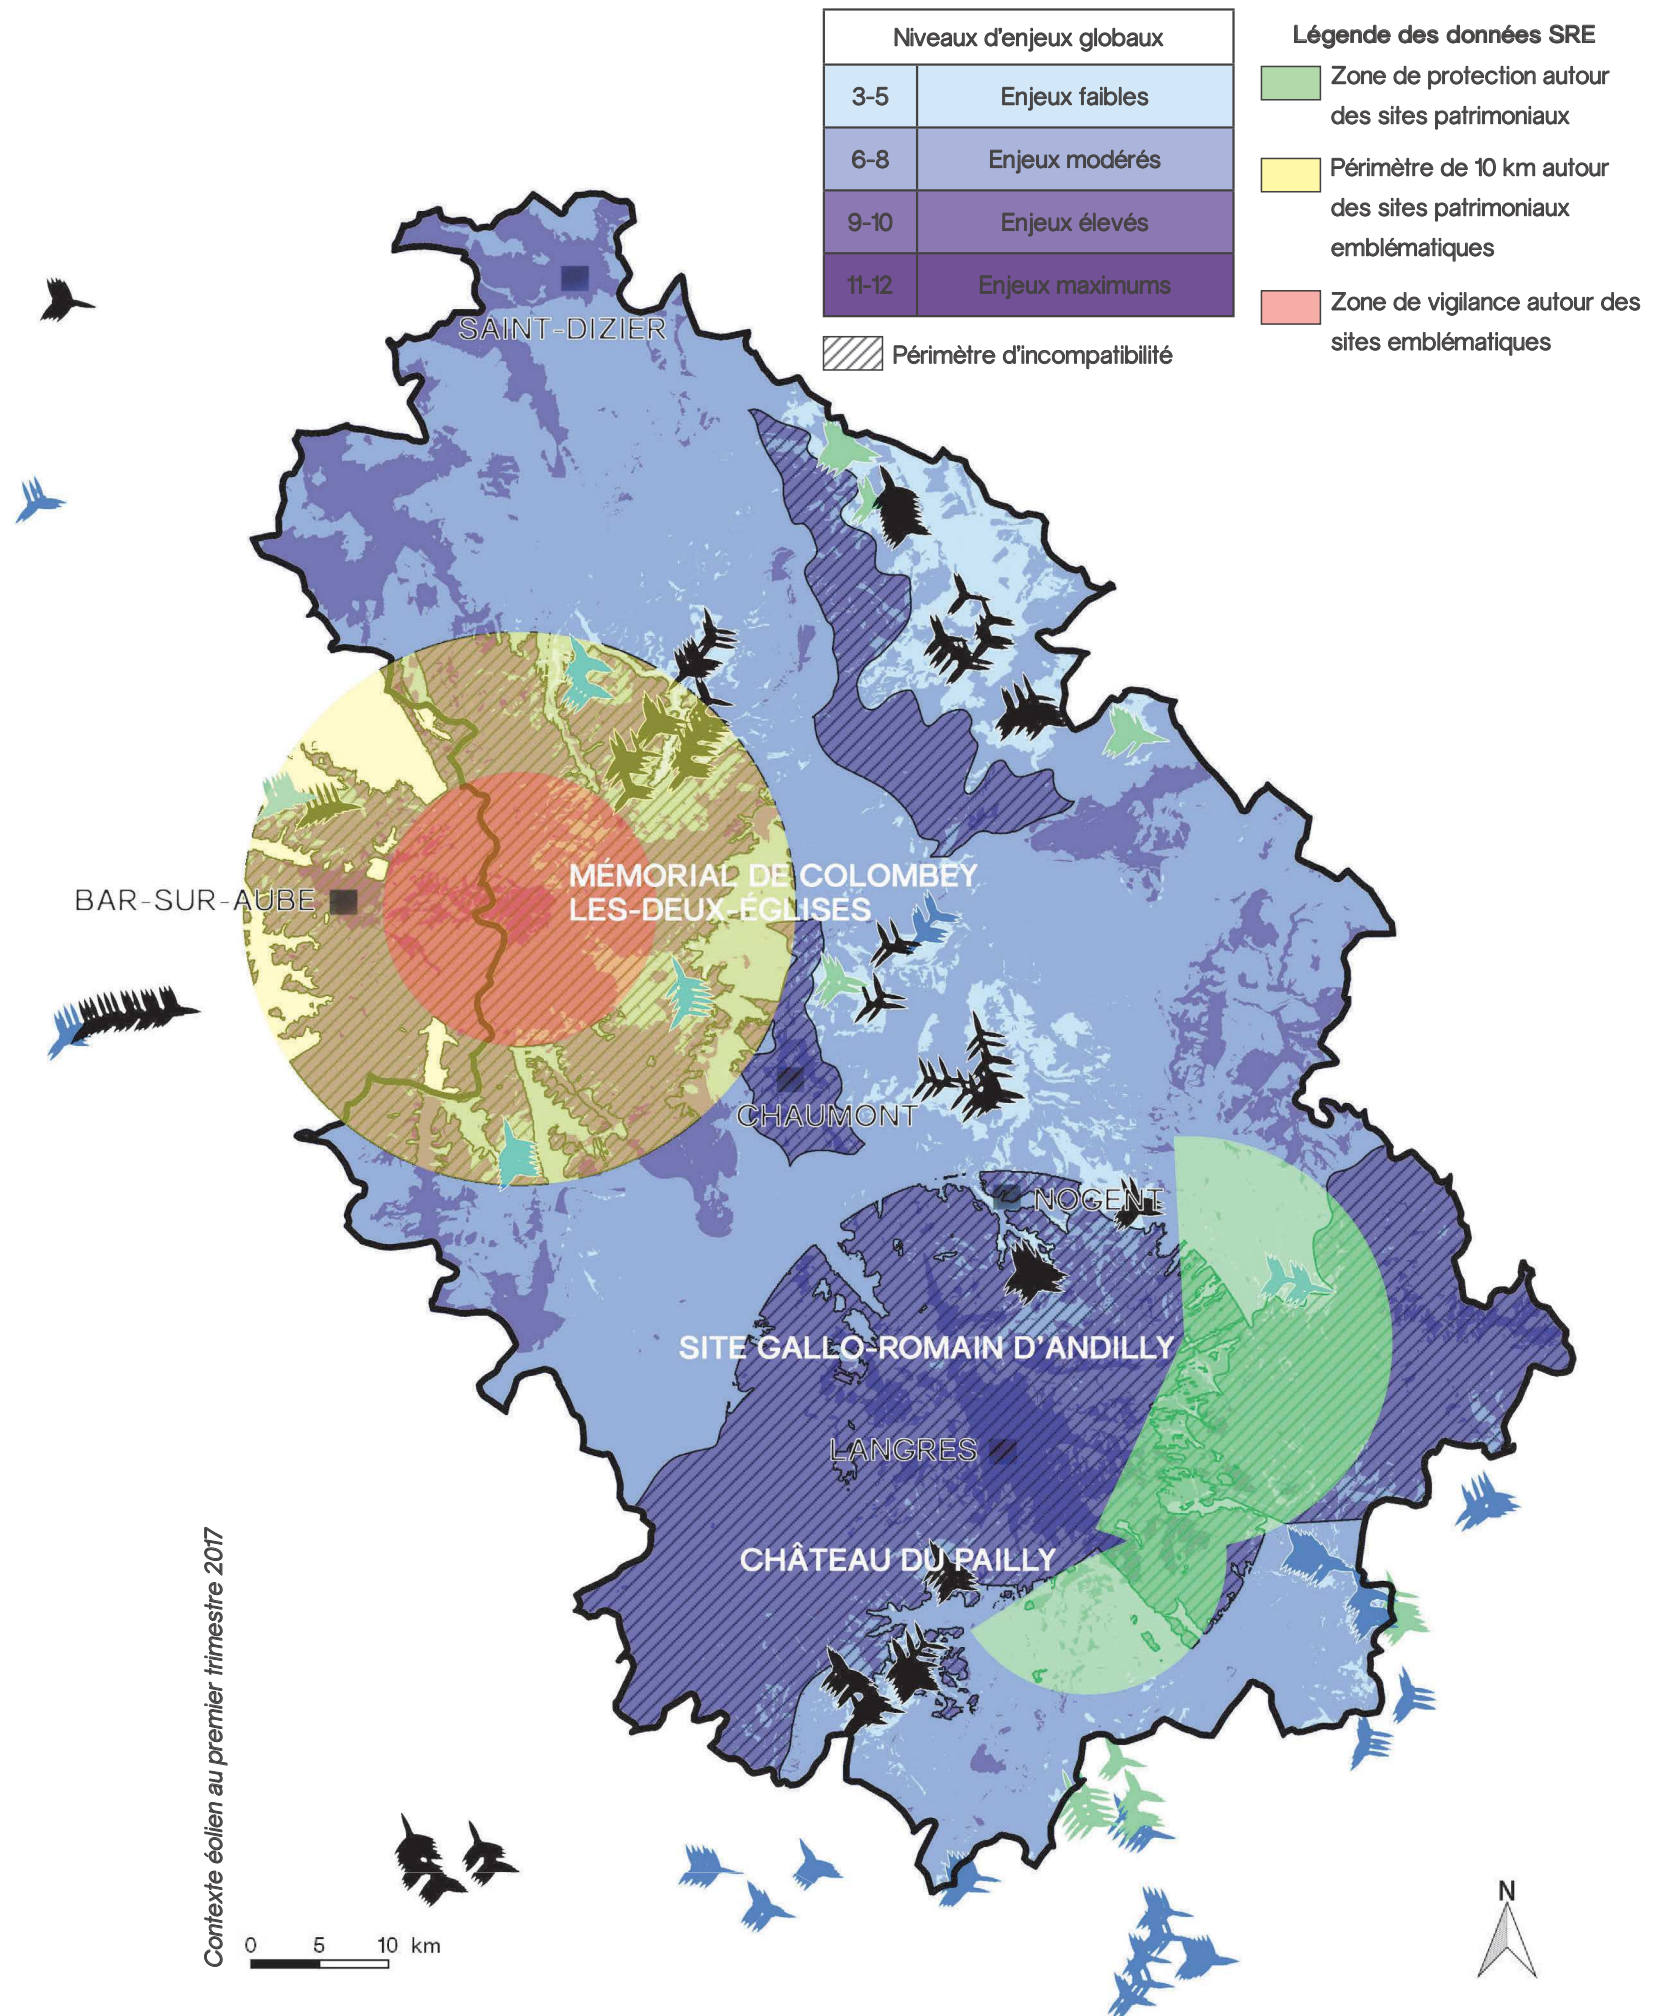 Niveaux d'enjeux globaux
3-5 Enjeux faibles
6-8 Enjeux modérés
9-10 Enjeux élevés
11-12 Enjeux maximums
Périmètre d'incompatibilité
Légende des données SRE
Zone de protection autour
des sites patrimoniaux
Périmètre de 10 km autour
des sites patrimoniaux
emblématiques
Zone de vigilance autour des
sites emblématiques
SAINT-DIZIER
MÉMORIAL DE COLOMBEY
LES-DEUX-ÉGLISES
BAR-SUR-AUBE
CHAUMONT
NOGENT
SITE GALLO-ROMAIN D'ANDILLY
LANGRES
CHÂTEAU DU PAILLY
Contexte éolien au premier trimestre 2017
0 5 10 km
N